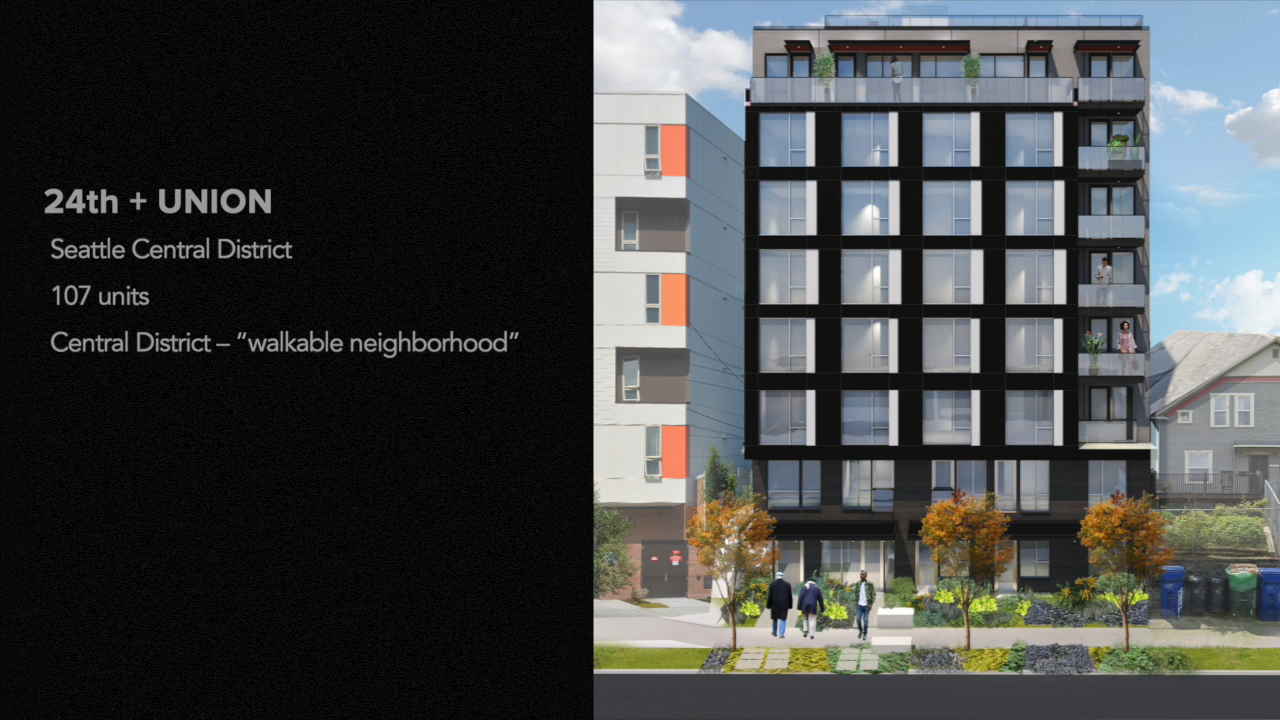 24th + UNION
Seattle Central District
107 units
Central District – “walkable neighborhood”